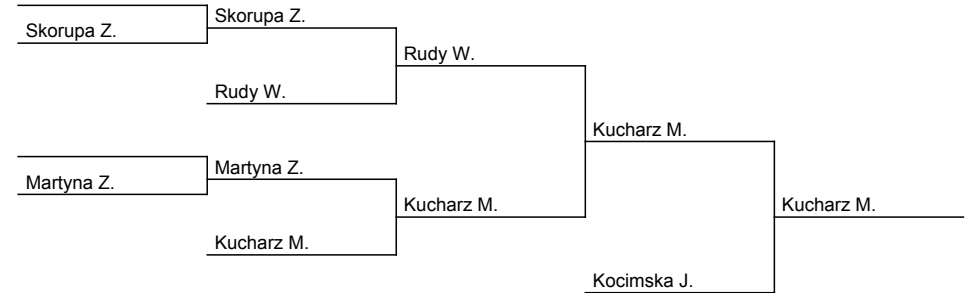 Skorupa Z.
Skorupa Z.
Rudy W.
Rudy W.
Kucharz M.
Martyna Z.
Martyna Z.
Kucharz M.
Kucharz M.
Kucharz M.
Kocimska J.